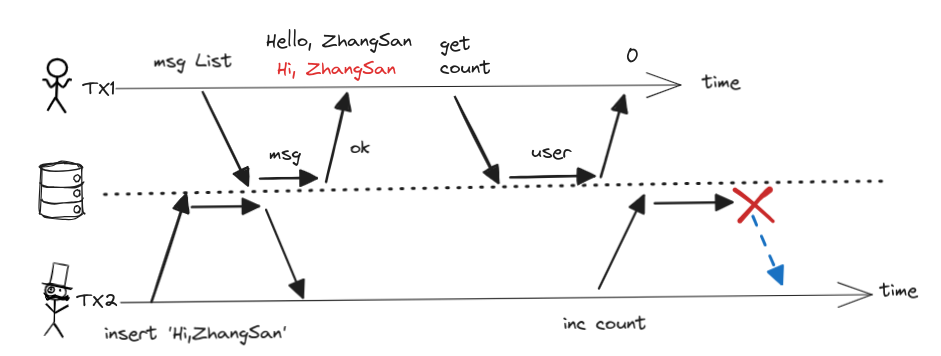 msg List
Hello, ZhangSan
Hi, ZhangSan
get
count
0
TX1
time
msg
ok
user
TX2
time
insert 'Hi,ZhangSan'
inc count